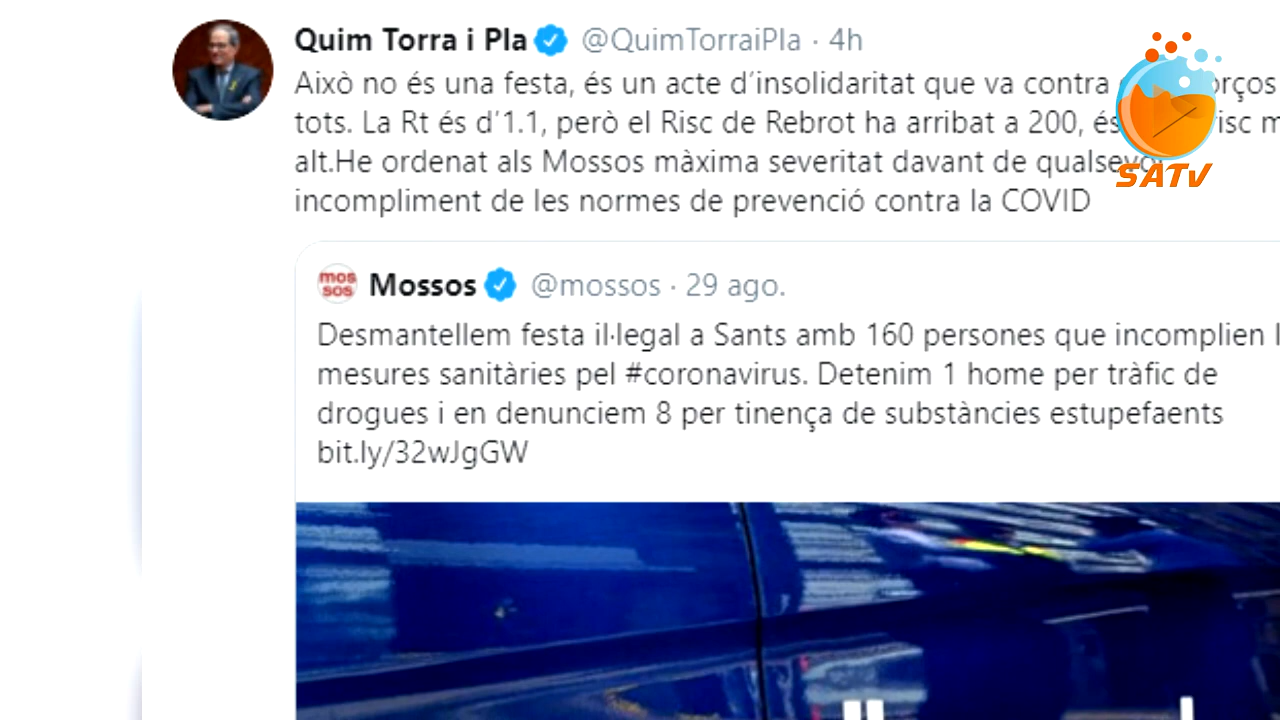 Quim Torra i Pla @QuimTorraiPla · 4h
Això no és una festa, és un acte d'insolidaritat que va contra
tots. La Rt és d'1.1, però el Risc de Rebrot ha arribat a 200, és
alt.He ordenat als Mossos màxima severitat davant de qualsevol
incompliment de les normes de prevenció contra la COVID
SATV
mos
sos
Mossos @mossos · 29 ago.
Desmantellem festa il·legal a Sants amb 160 persones que incomplien
mesures sanitàries pel #coronavirus. Detenim 1 home per tràfic de
drogues i en denunciem 8 per tinença de substàncies estupefaents
bit.ly/32wJgGW